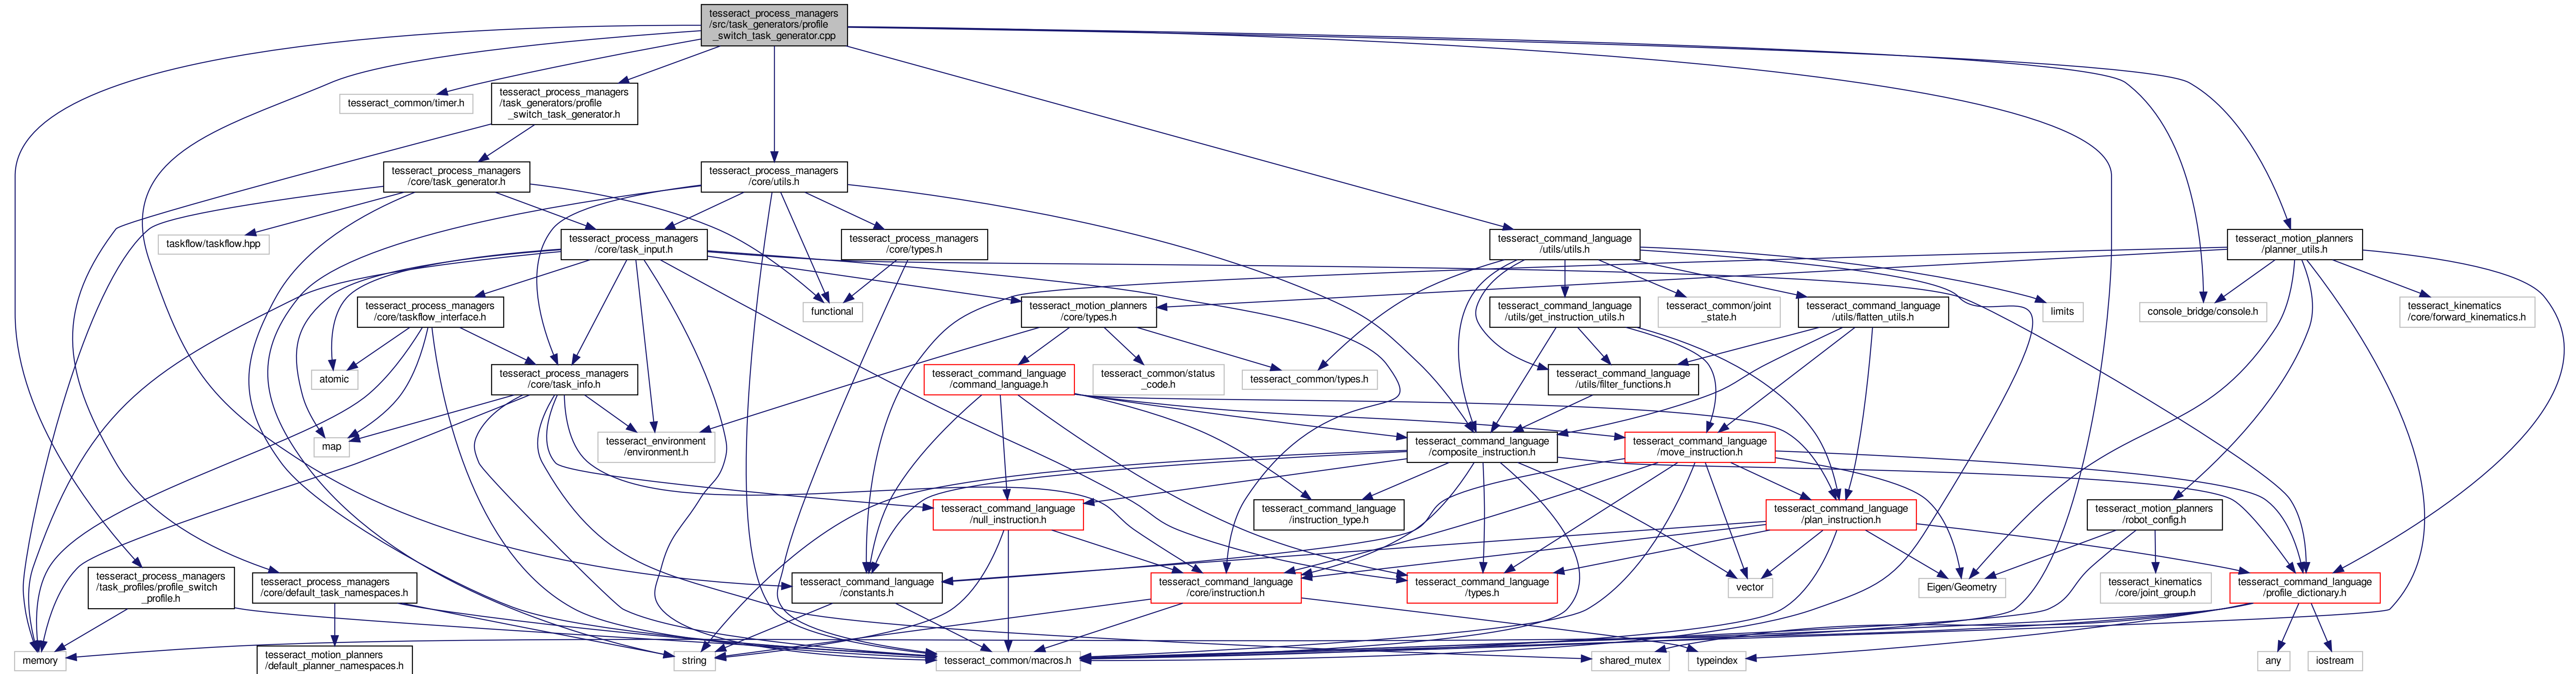 tesseract_process_managers
/src/task_generators/profile
_switch_task_generator.cpp
tesseract_common/timer.h
tesseract_process_managers
/task_generators/profile
_switch_task_generator.h
tesseract_process_managers
/core/task_generator.h
tesseract_process_managers
/core/utils.h
taskflow/taskflow.hpp
tesseract_process_managers
/core/task_input.h
tesseract_process_managers
/core/types.h
tesseract_command_language
/utils/utils.h
tesseract_motion_planners
/planner_utils.h
tesseract_process_managers
/core/taskflow_interface.h
functional
tesseract_motion_planners
/core/types.h
tesseract_command_language
/utils/get_instruction_utils.h
tesseract_common/joint
_state.h
tesseract_command_language
/utils/flatten_utils.h
limits
console_bridge/console.h
tesseract_kinematics
/core/forward_kinematics.h
atomic
tesseract_process_managers
/core/task_info.h
tesseract_command_language
/command_language.h
tesseract_common/status
_code.h
tesseract_common/types.h
tesseract_command_language
/utils/filter_functions.h
map
tesseract_environment
/environment.h
tesseract_command_language
/composite_instruction.h
tesseract_command_language
/move_instruction.h
tesseract_command_language
/null_instruction.h
tesseract_command_language
/instruction_type.h
tesseract_command_language
/plan_instruction.h
tesseract_motion_planners
/robot_config.h
tesseract_process_managers
/task_profiles/profile_switch
_profile.h
tesseract_process_managers
/core/default_task_namespaces.h
tesseract_command_language
/constants.h
tesseract_command_language
/core/instruction.h
tesseract_command_language
/types.h
vector
Eigen/Geometry
tesseract_kinematics
/core/joint_group.h
tesseract_command_language
/profile_dictionary.h
memory
tesseract_motion_planners
/default_planner_namespaces.h
string
tesseract_common/macros.h
shared_mutex
typeindex
any
iostream